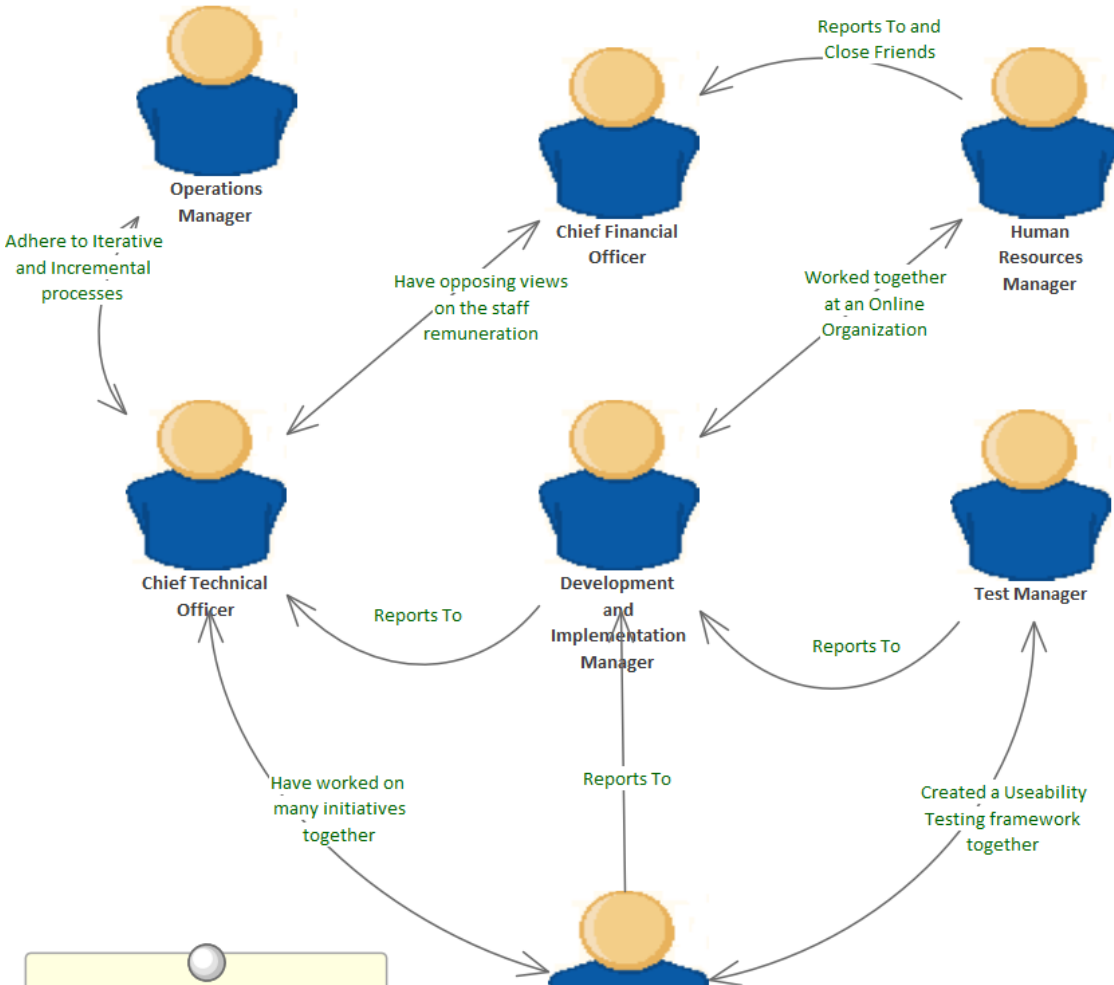 Reports To and
Close Friends
Operations
Manager
Chief Financial
Officer
Human
Resources
Manager
Adhere to Iterative
and Incremental
processes
Have opposing views
on the staff
remuneration
Worked together
at an Online
Organization
Chief Technical
Officer
Development
and
Implementation
Manager
Test Manager
Reports To
Reports To
Have worked on
many initiatives
together
Reports To
Created a Useability
Testing framework
together